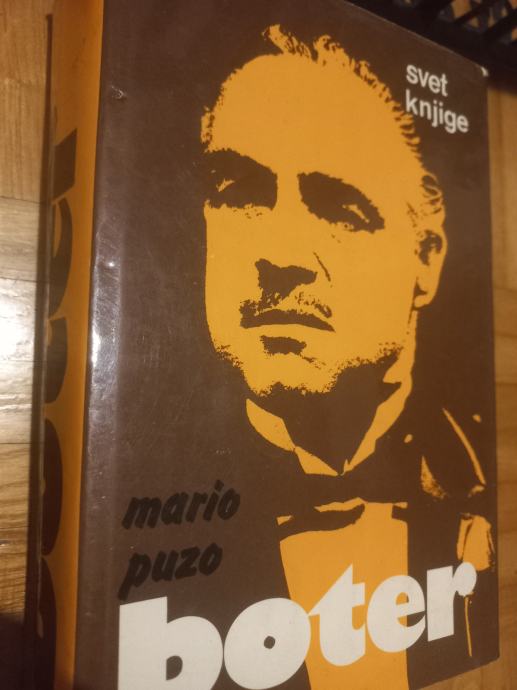 svet
knjige
mario
puzo
boter